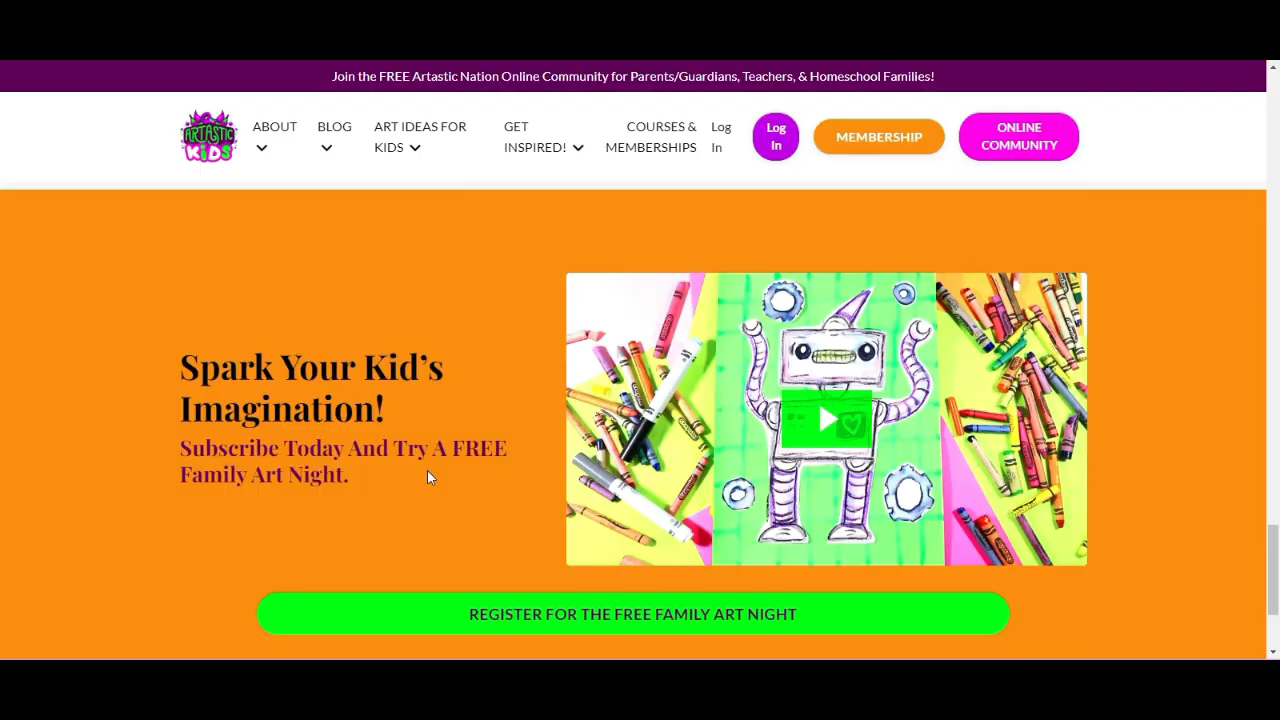 Join the FREE Artastic Nation Online Community for Parents/Guardians, Teachers, & Homeschool Families!
ARTASTIC
KiDS
ABOUT
BLOG
ART IDEAS FOR
KIDS
GET
INSPIRED!
COURSES &
MEMBERSHIPS
Log
In
Log
In
MEMBERSHIP
ONLINE
COMMUNITY
Spark Your Kid’s
Imagination!
Subscribe Today And Try A FREE
Family Art Night.
REGISTER FOR THE FREE FAMILY ART NIGHT